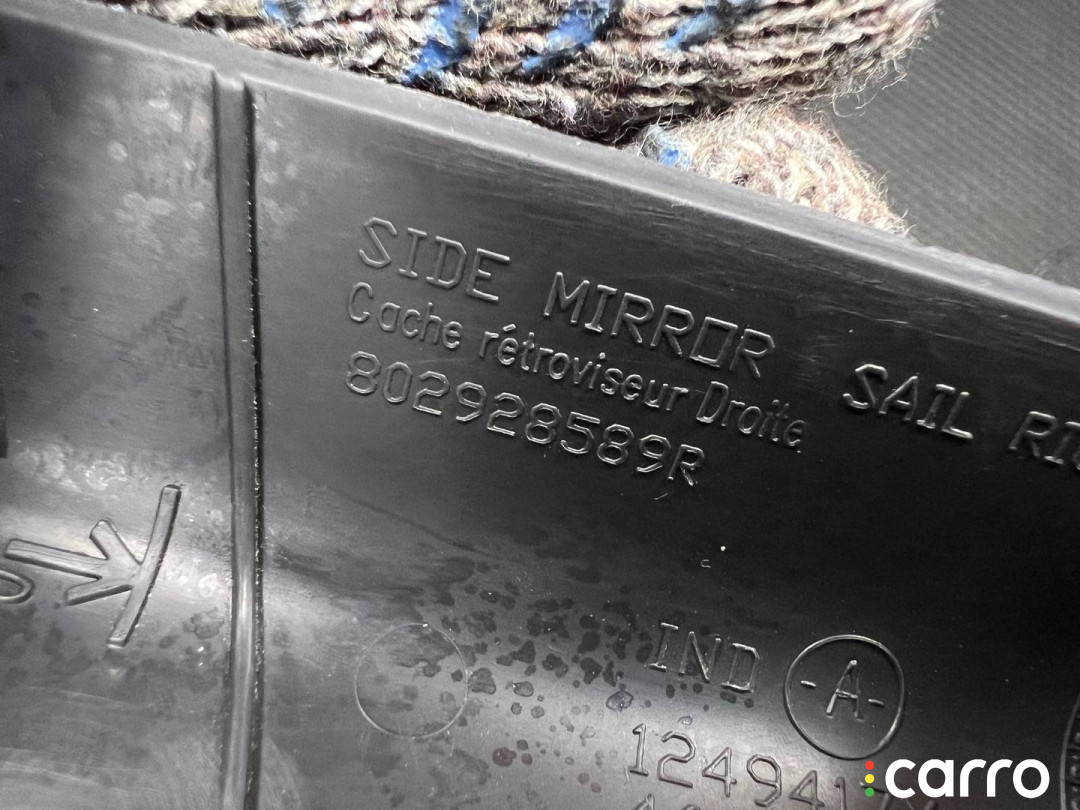 SIDE MIRROR SAIL
Cache rétroviseur Droite
802928589R
IND -A-
carro